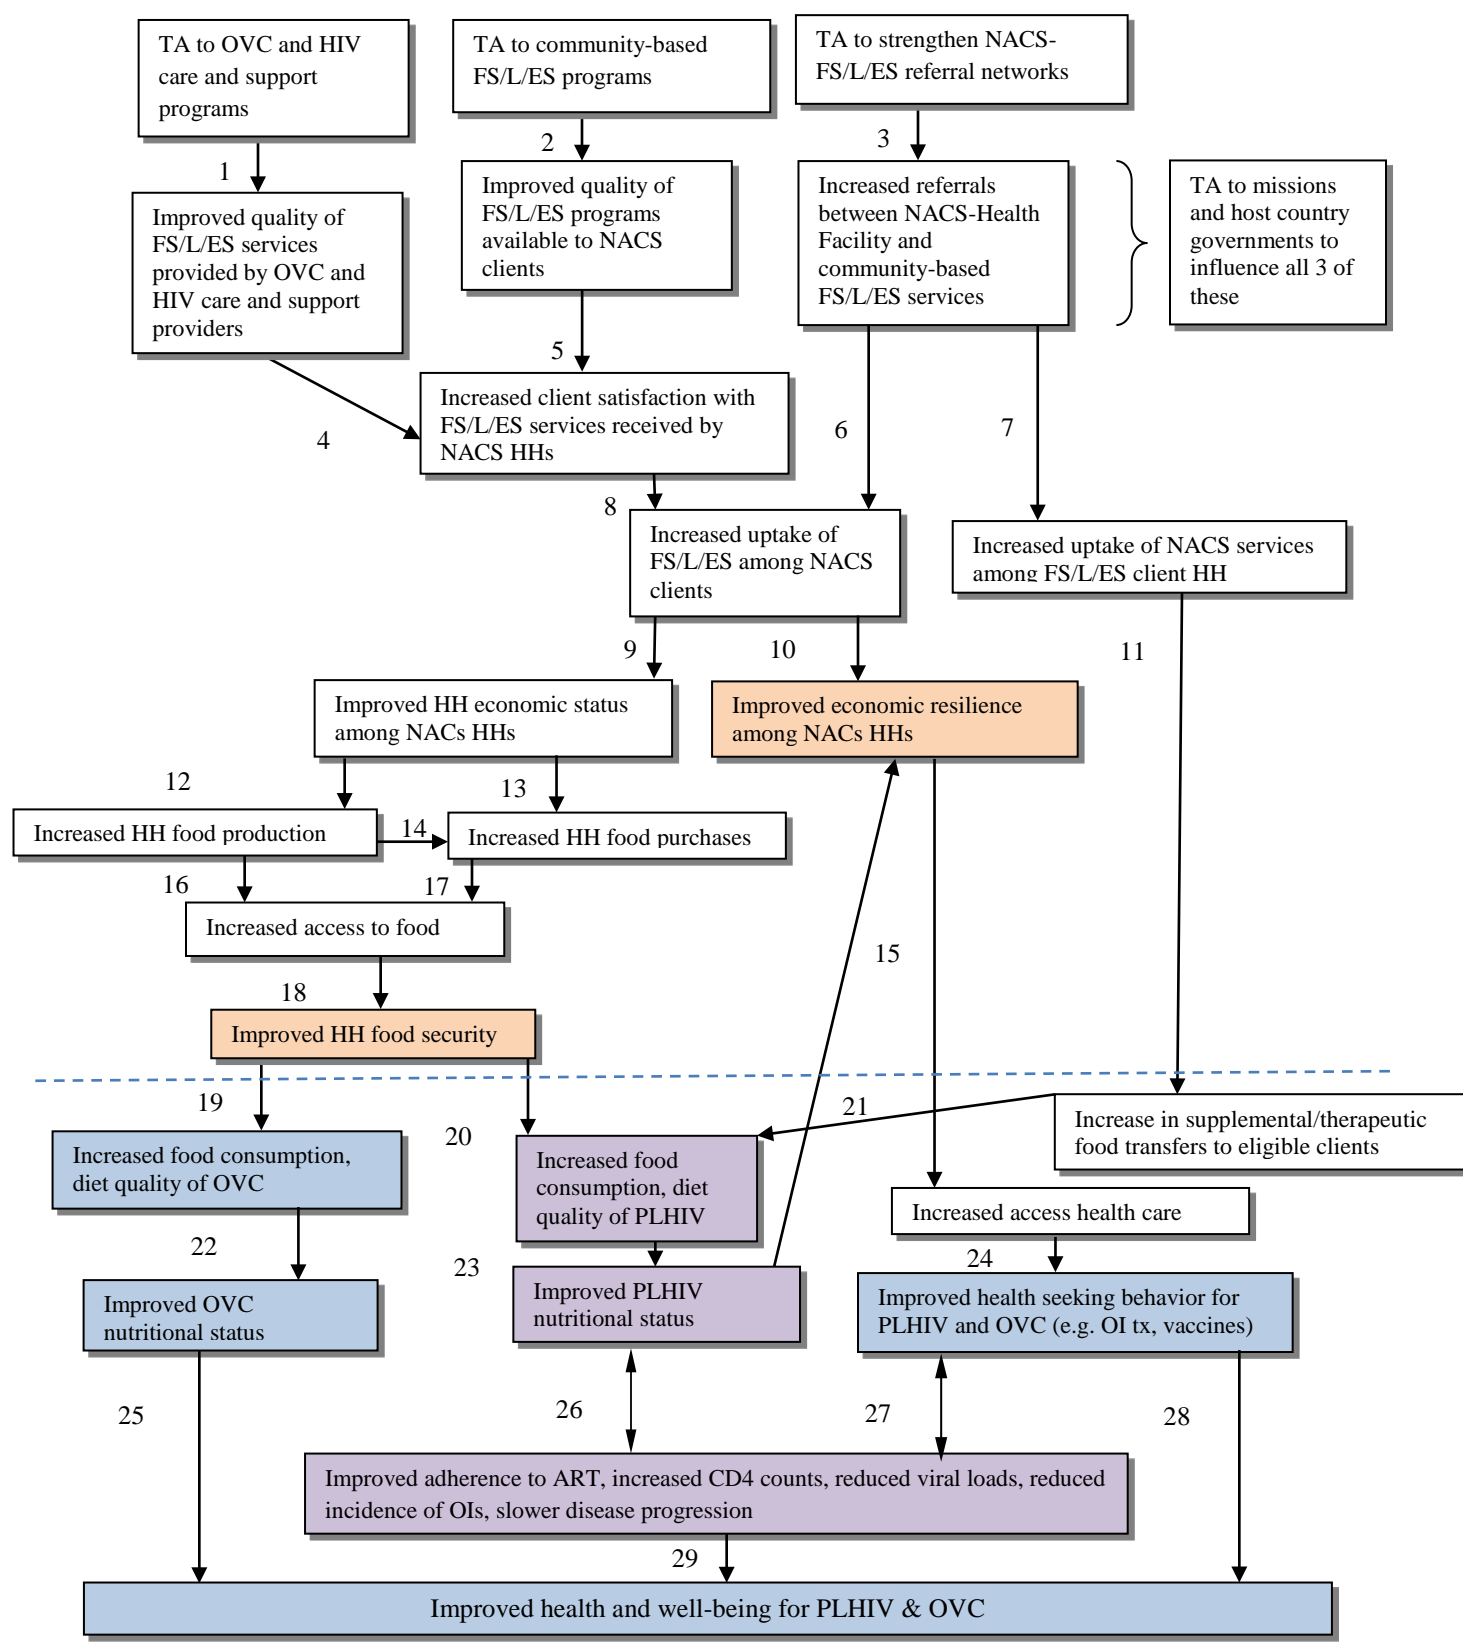 TA to OVC and HIV
care and support
programs
TA to community-based
FS/L/ES programs
TA to strengthen NACS-
FS/L/ES referral networks
1
2
3
Improved quality of
FS/L/ES services
provided by OVC and
HIV care and support
providers
Improved quality of
FS/L/ES programs
available to NACS
clients
Increased referrals
between NACS-Health
Facility and
community-based
FS/L/ES services
TA to missions
and host country
governments to
influence all 3 of
these
4
5
6
7
Increased client satisfaction with
FS/L/ES services received by
NACS HHs
8
Increased uptake of
FS/L/ES among NACS
clients
Increased uptake of NACS services
among FS/L/ES client HH
9
10
11
Improved HH economic status
among NACs HHs
Improved economic resilience
among NACs HHs
12
13
Increased HH food production
14
Increased HH food purchases
16
17
Increased access to food
15
18
Improved HH food security
19
20
21
Increase in supplemental/therapeutic
food transfers to eligible clients
Increased food consumption,
diet quality of OVC
Increased food
consumption, diet
quality of PLHIV
Increased access health care
22
23
24
Improved OVC
nutritional status
Improved PLHIV
nutritional status
Improved health seeking behavior for
PLHIV and OVC (e.g. OI tx, vaccines)
25
26
27
28
Improved adherence to ART, increased CD4 counts, reduced viral loads, reduced
incidence of OIs, slower disease progression
29
Improved health and well-being for PLHIV & OVC